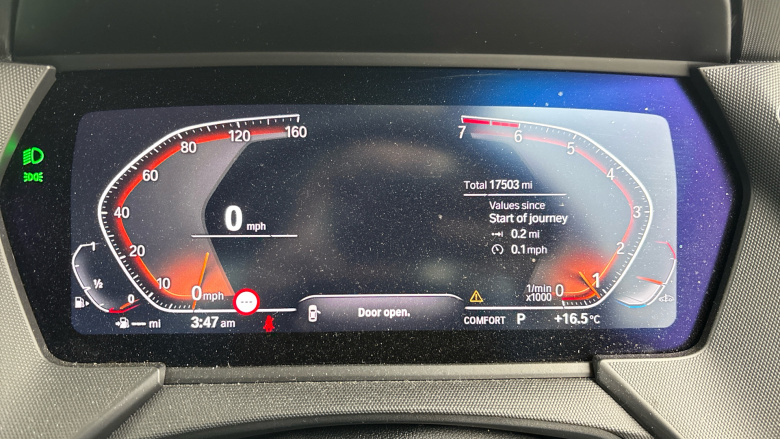 160
120
80
60
40
20
10
0 mph
0 mph
1
½
0
--- mi
3:47 am
Door open.
7
6
5
4
3
2
1
0
1/min
x1000
Total 17503 mi
Values since
Start of journey
0.2 mi
0.1 mph
COMFORT P +16.5 °C